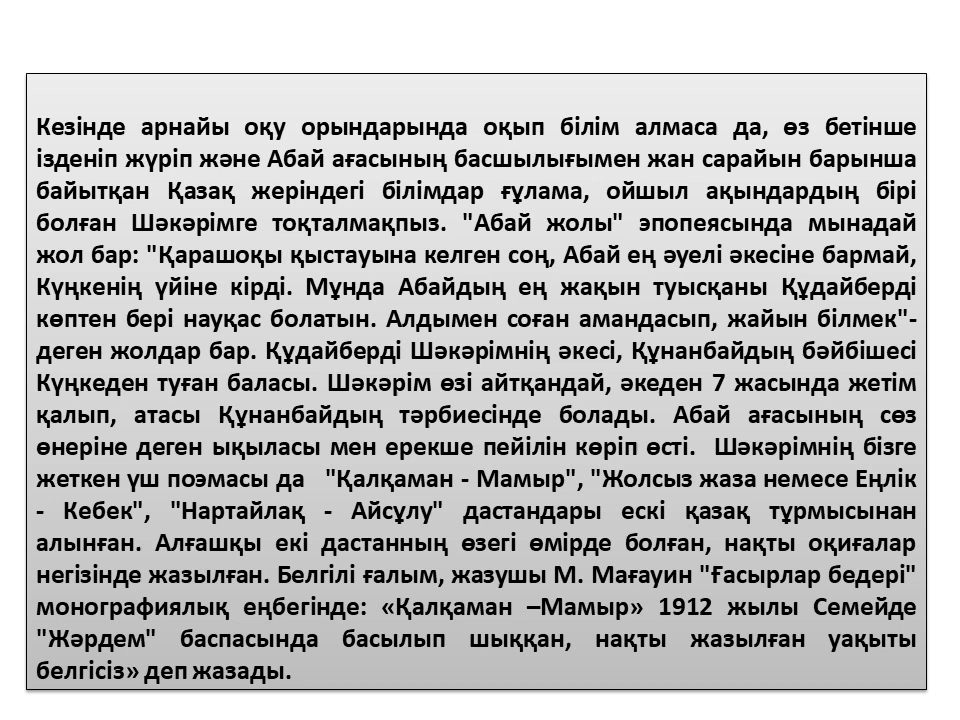 Кезінде арнайы оқу орындарында оқып білім алмаса да, өз бетінше
ізденіп жүріп және Абай ағасының басшылығымен жан сарайын барынша
байытқан Қазақ жеріндегі білімдар ғұлама, ойшыл ақындардың бірі
болған Шәкәрімге тоқталмақпыз. "Абай жолы" эпопеясында мынадай
жол бар: "Қарашоқы қыстауына келген соң, Абай ең әуелі әкесіне бармай,
Күңкенің үйіне кірді. Мұнда Абайдың ең жақын туысқаны Құдайберді
көптен бері науқас болатын. Алдымен соған амандасып, жайын білмек"-
деген жолдар бар. Құдайберді Шәкәрімнің әкесі, Құнанбайдың бәйбішесі
Күңкеден туған баласы. Шәкәрім өзі айтқандай, әкеден 7 жасында жетім
қалып, атасы Құнанбайдың тәрбиесінде болады. Абай ағасының сөз
өнеріне деген ықыласы мен ерекше пейілін көріп өсті. Шәкәрімнің бізге
жеткен үш поэмасы да "Қалқаман - Мамыр", "Жолсыз жаза немесе Еңлік
- Кебек", "Нартайлақ - Айсұлу" дастандары ескі қазақ тұрмысынан
алынған. Алғашқы екі дастанның өзегі өмірде болған, нақты оқиғалар
негізінде жазылған. Белгілі ғалым, жазушы М. Мағауин "Ғасырлар бедері"
монографиялық еңбегінде: «Қалқаман –Мамыр» 1912 жылы Семейде
"Жәрдем" баспасында басылып шыққан, нақты жазылған уақыты
белгісіз» деп жазады.